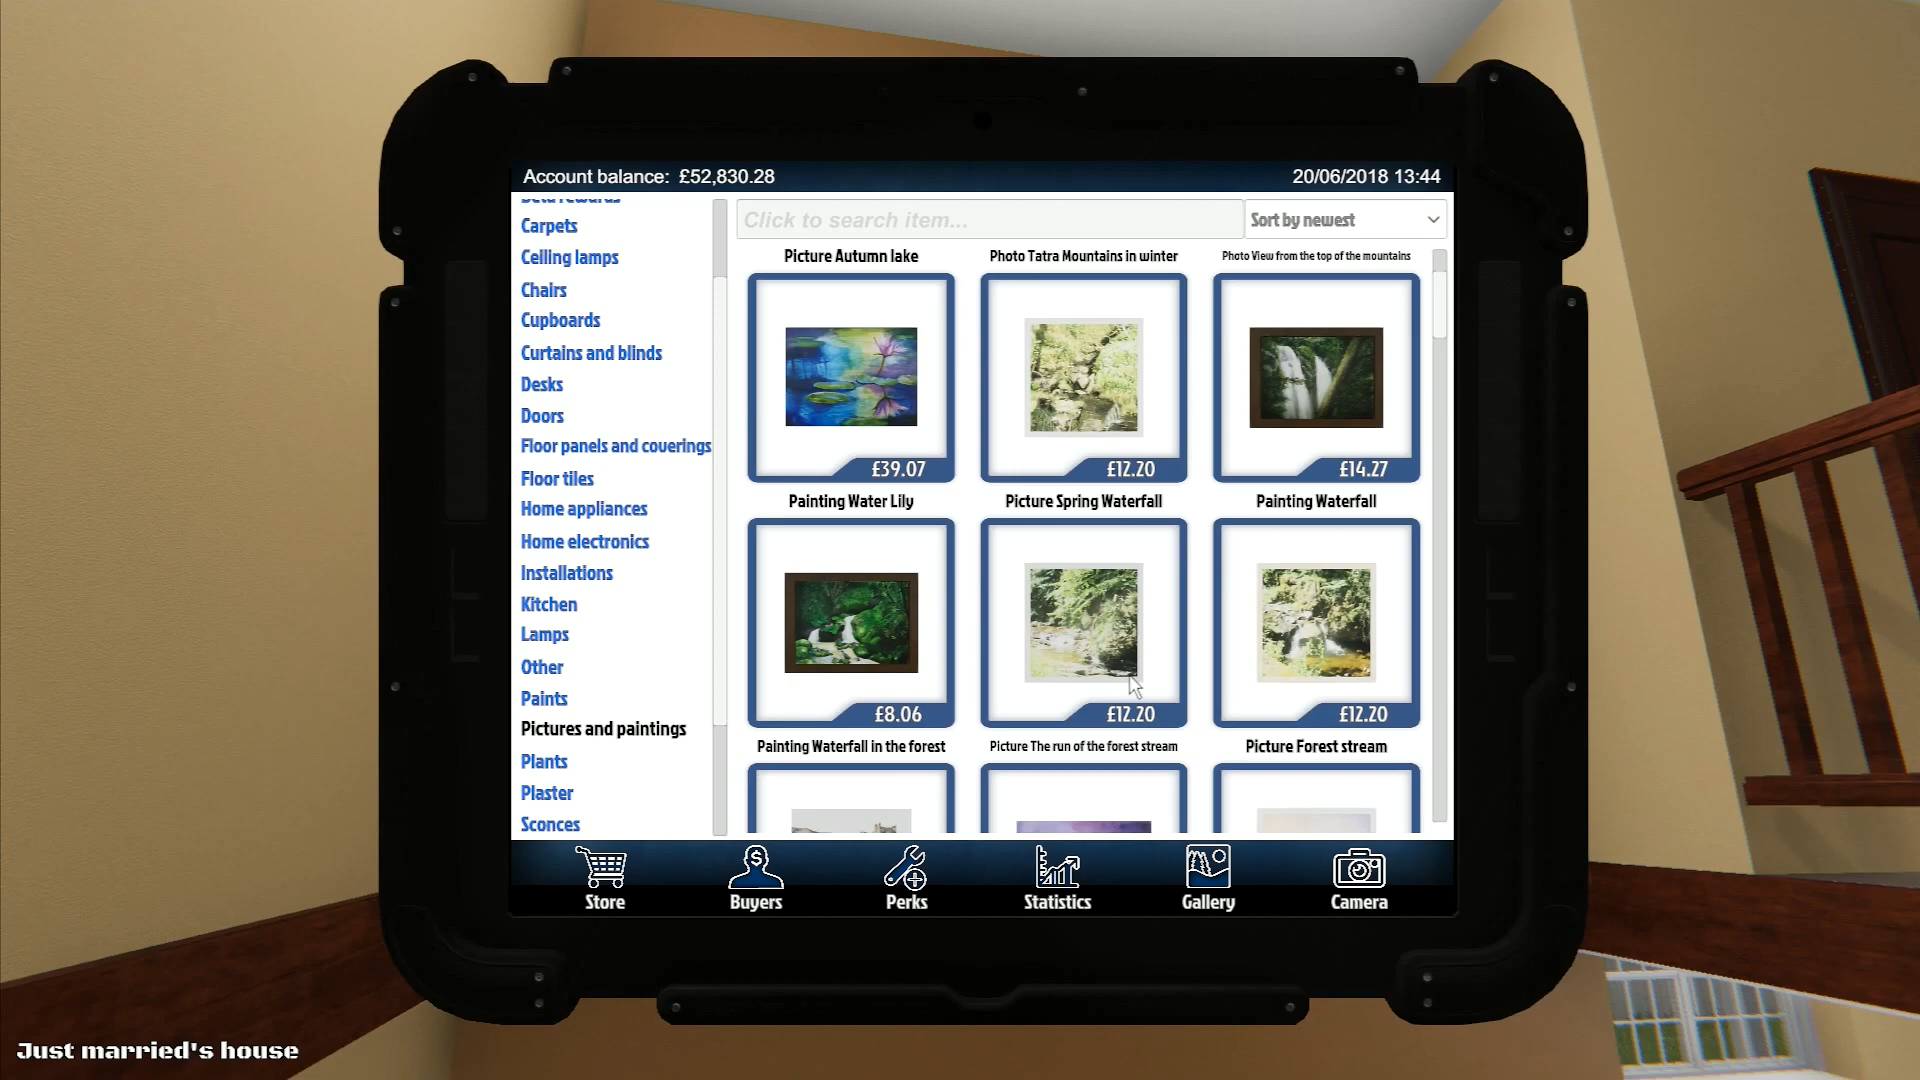 Account balance: £52,830.28
20/06/2018 13:44
Beta rewards
Carpets
Ceiling lamps
Chairs
Cupboards
Curtains and blinds
Desks
Doors
Floor panels and coverings
Floor tiles
Home appliances
Home electronics
Installations
Kitchen
Lamps
Other
Paints
Pictures and paintings
Plants
Plaster
Sconces
Click to search item...
Sort by newest
Picture Autumn lake
Photo Tatra Mountains in winter
Photo View from the top of the mountains
£39.07
£12.20
£14.27
Painting Water Lily
Picture Spring Waterfall
Painting Waterfall
£8.06
£12.20
£12.20
Painting Waterfall in the forest
Picture The run of the forest stream
Picture Forest stream
Store
Buyers
Perks
Statistics
Gallery
Camera
Just married's house